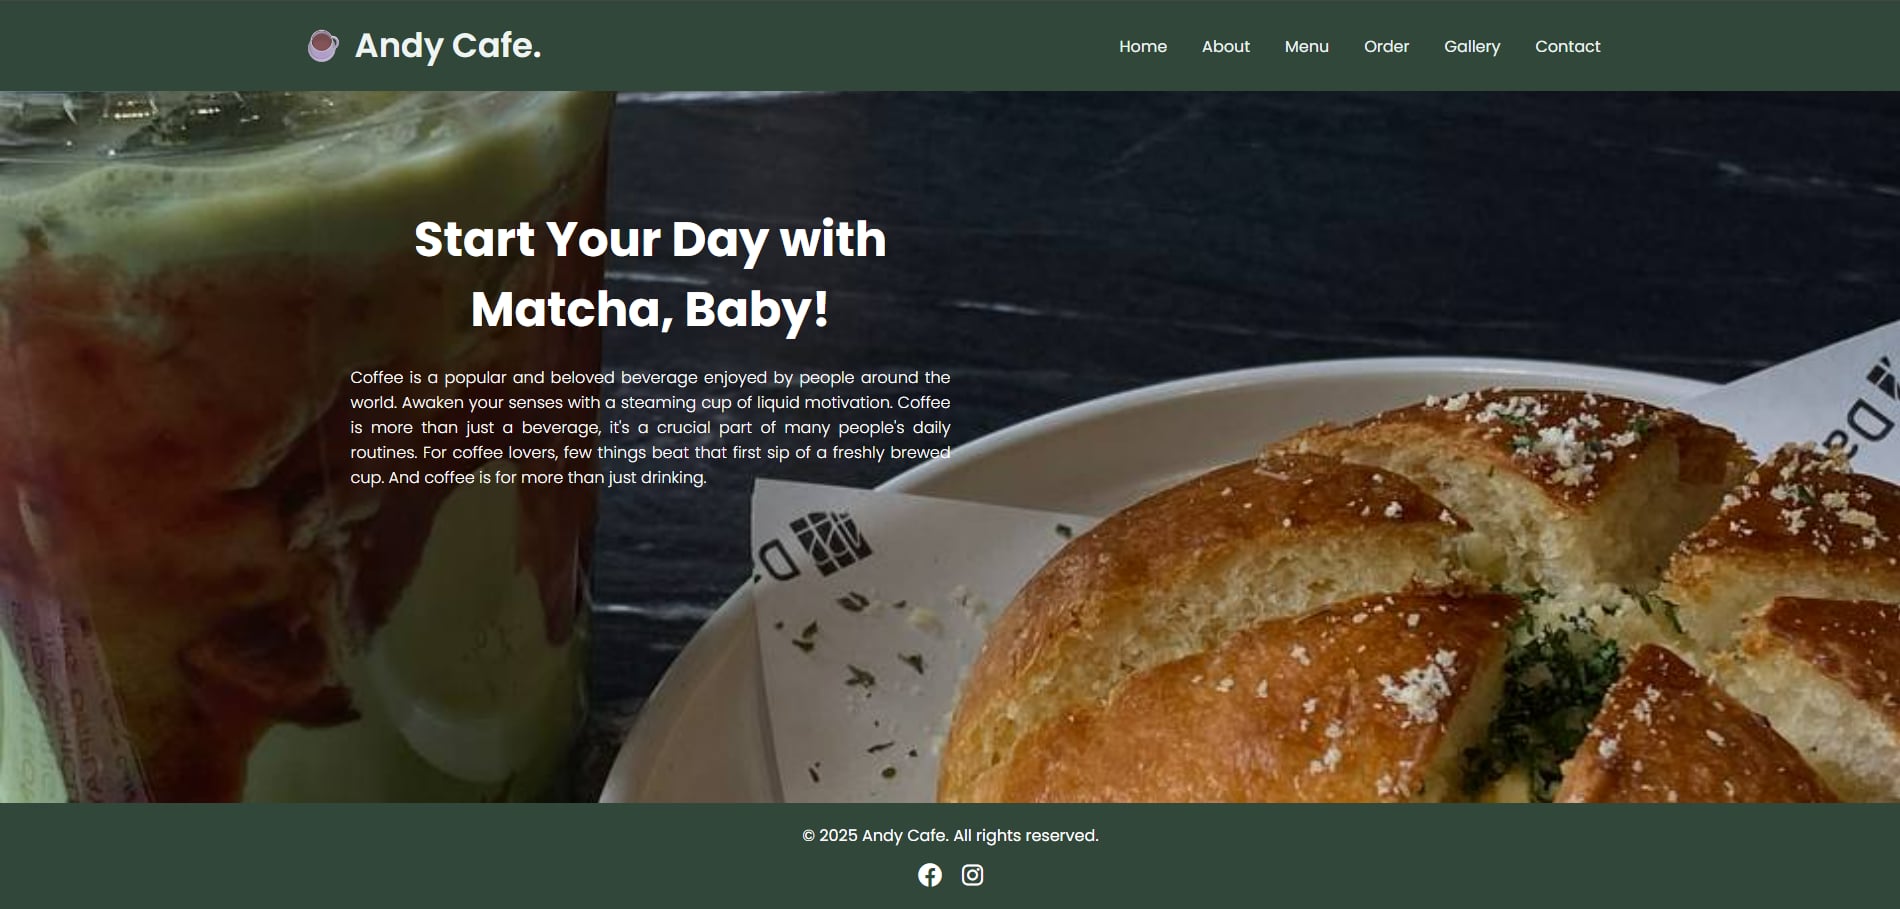 Andy Cafe.
Home About Menu Order Gallery Contact
Start Your Day with
Matcha, Baby!
Coffee is a popular and beloved beverage enjoyed by people around the
world. Awaken your senses with a steaming cup of liquid motivation. Coffee
is more than just a beverage, it's a crucial part of many people's daily
routines. For coffee lovers, few things beat that first sip of a freshly brewed
cup. And coffee is for more than just drinking.
© 2025 Andy Cafe. All rights reserved.